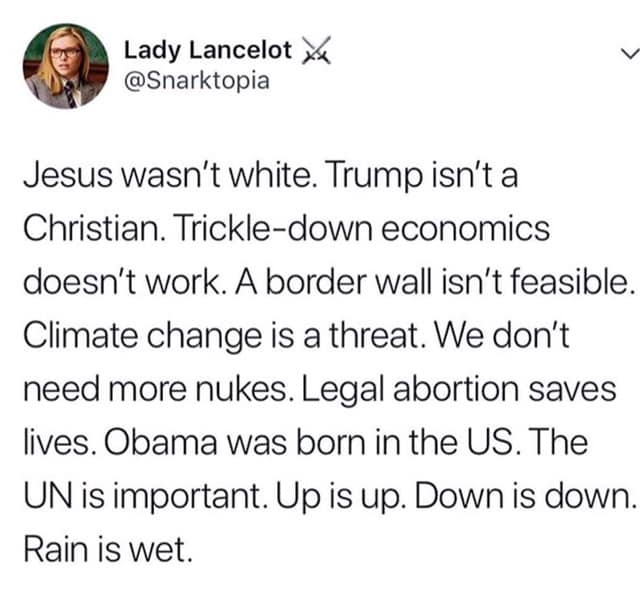 Lady Lancelot ⚔
@Snarktopia
Jesus wasn't white. Trump isn't a
Christian. Trickle-down economics
doesn't work. A border wall isn't feasible.
Climate change is a threat. We don't
need more nukes. Legal abortion saves
lives. Obama was born in the US. The
UN is important. Up is up. Down is down.
Rain is wet.